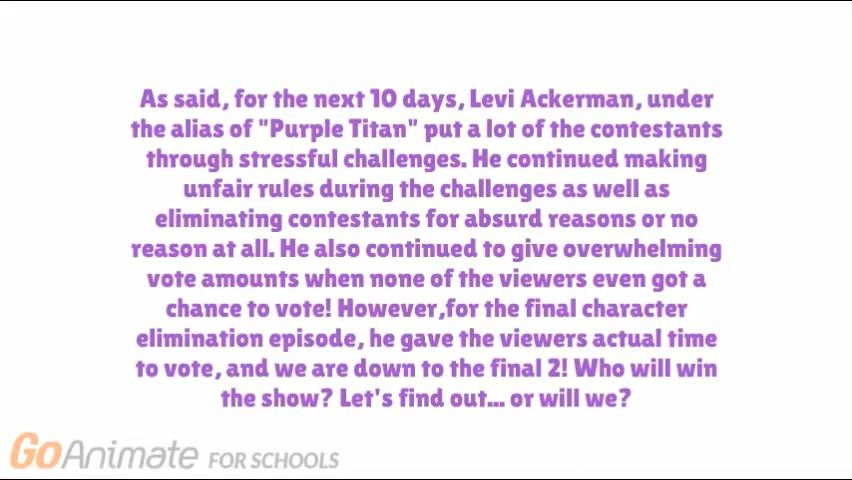 As said, for the next 10 days, Levi Ackerman, under
the alias of "Purple Titan" put a lot of the contestants
through stressful challenges. He continued making
unfair rules during the challenges as well as
eliminating contestants for absurd reasons or no
reason at all. He also continued to give overwhelming
vote amounts when none of the viewers even got a
chance to vote! However,for the final character
elimination episode, he gave the viewers actual time
to vote, and we are down to the final 2! Who will win
the show? Let's find out... or will we?
GoAnimate FOR SCHOOLS